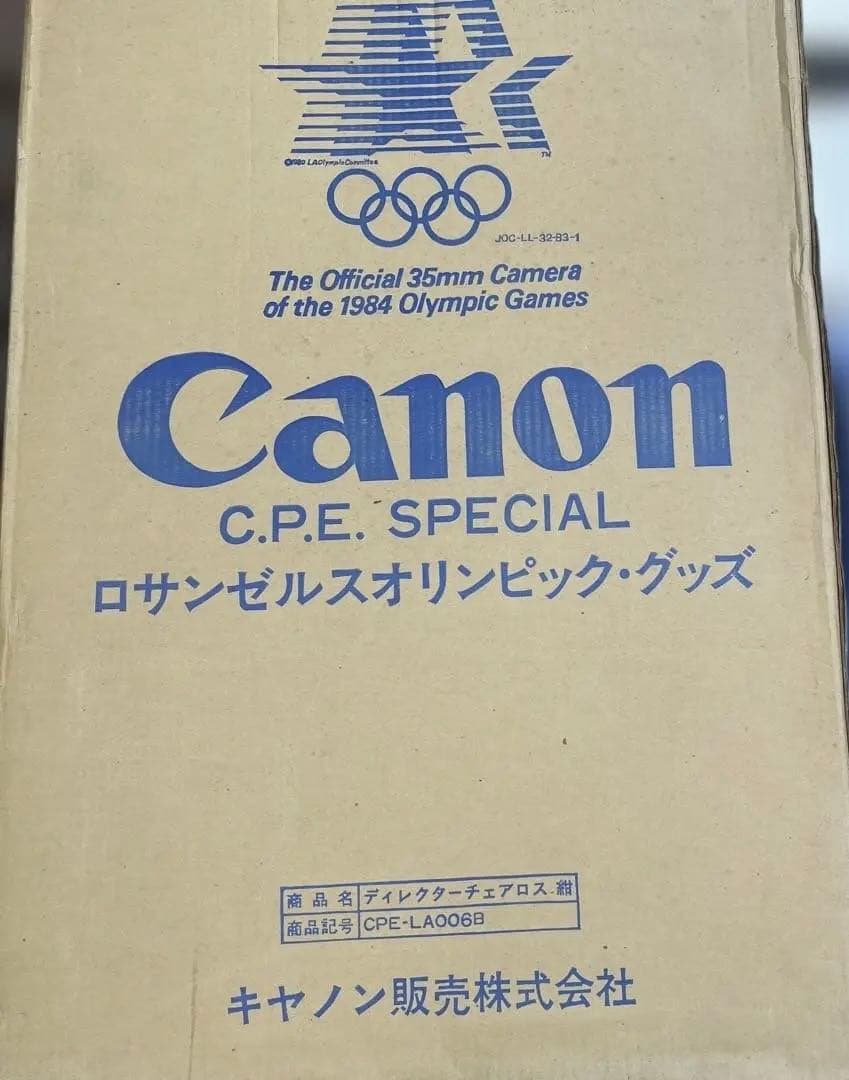 ©1980 LAOlympicCommittee
TM
JOC-LL-32-83-1
The Official 35mm Camera
of the 1984 Olympic Games
Canon
C.P.E. SPECIAL
ロサンゼルスオリンピック・グッズ
商品名 ディレクターチェアロス.紺
商品記号 CPE-LA006B
キヤノン販売株式会社